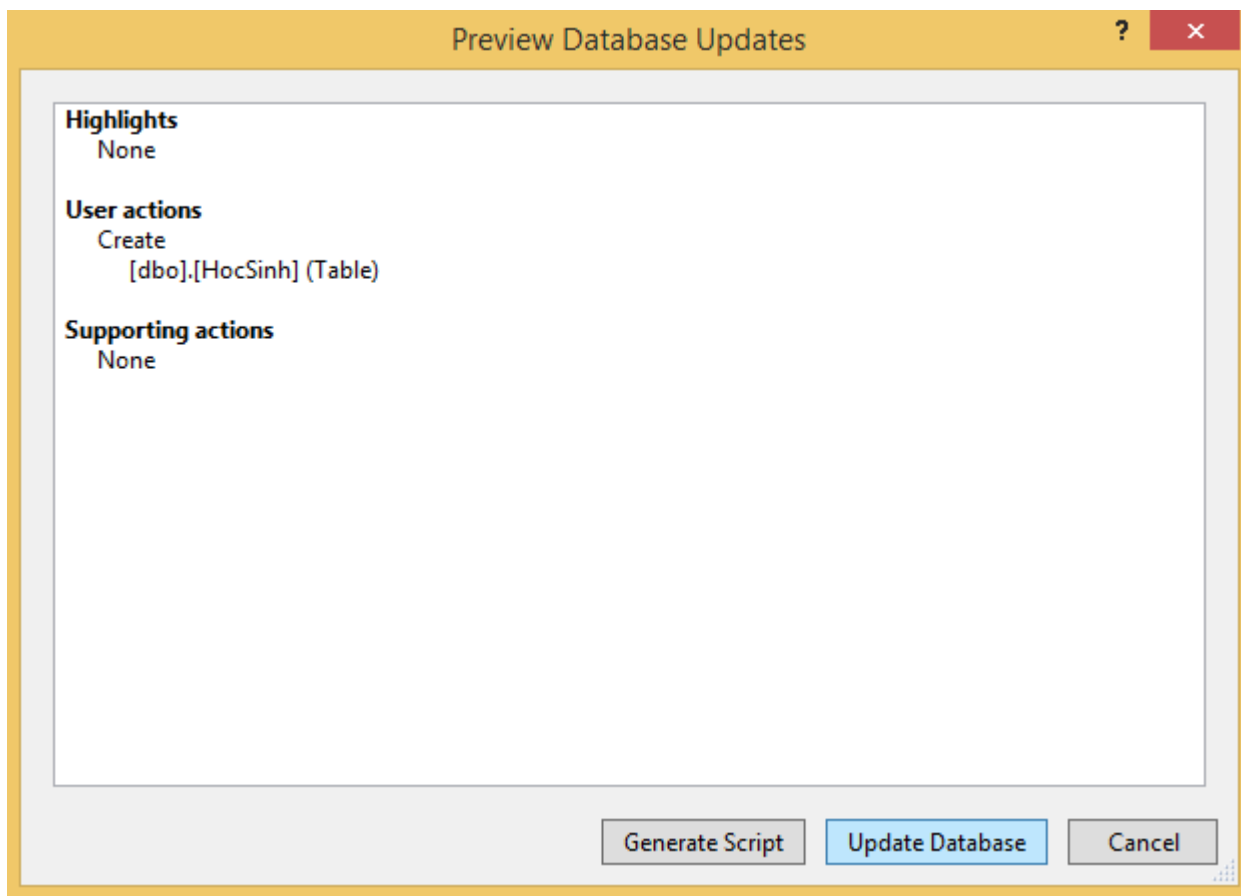 Preview Database Updates
?
Highlights
None
User actions
Create
[dbo].[HocSinh] (Table)
Supporting actions
None
Generate Script
Update Database
Cancel